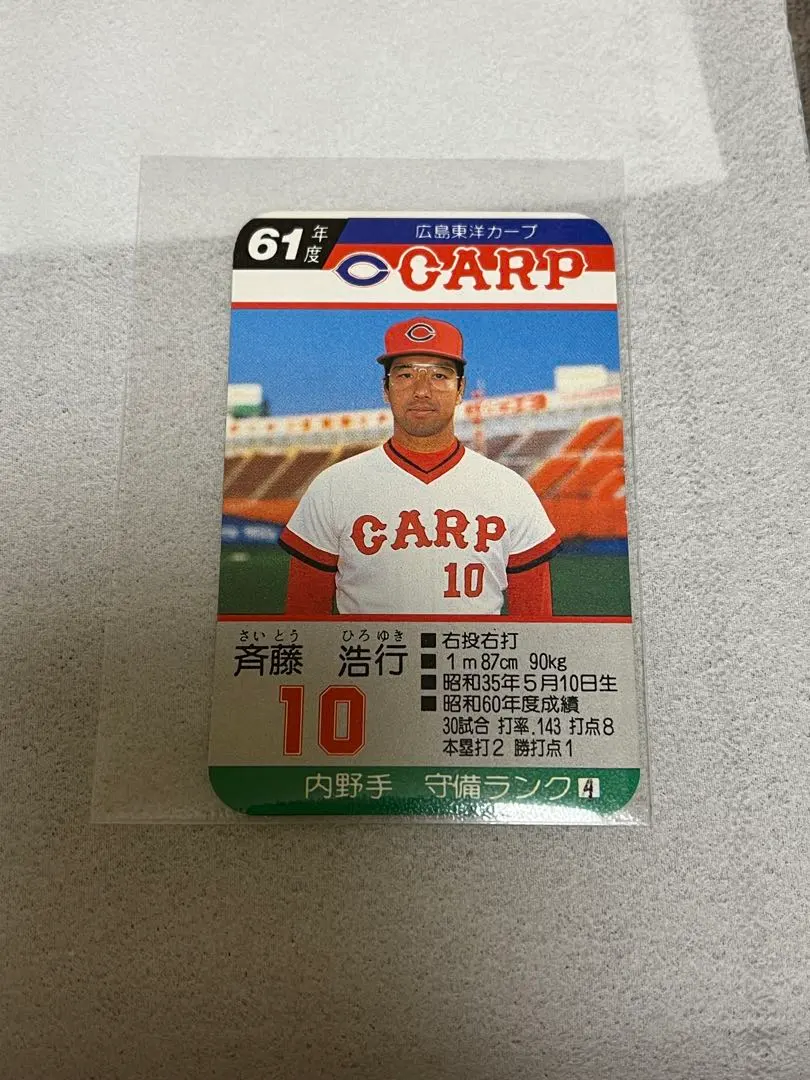 61年度
広島東洋カープ
C CARP
CARP
10
さいとう ひろゆき
斉藤 浩行
10
■右投右打
■1m87cm 90kg
■昭和35年5月10日生
■昭和60年度成績
30試合 打率.143 打点8
本塁打2 勝打点1
内野手 守備ランク4